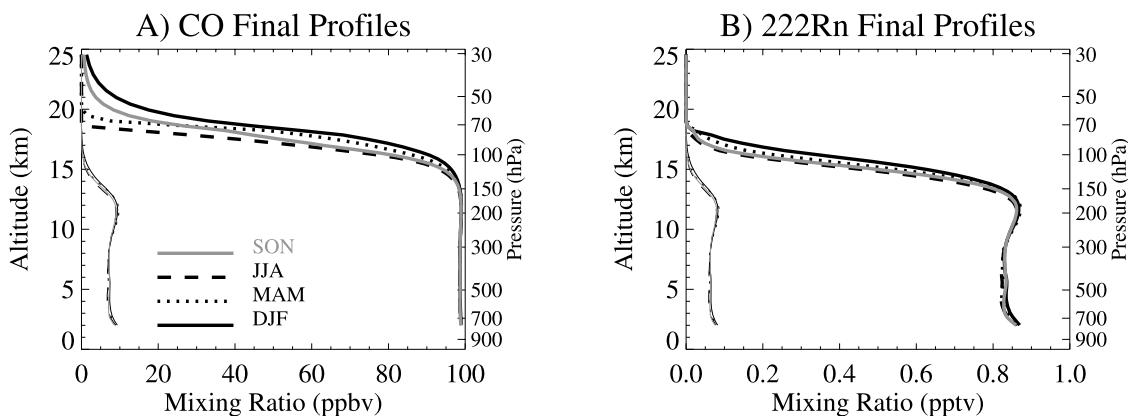 A) CO Final Profiles
25
20
15
10
5
0
Altitude (km)
30
50
70
100
150
200
300
500
700
900
Pressure (hPa)
SON
JJA
MAM
DJF
0 20 40 60 80 100
Mixing Ratio (ppbv)
B) 222Rn Final Profiles
25
20
15
10
5
0
Altitude (km)
30
50
70
100
150
200
300
500
700
900
Pressure (hPa)
0.0 0.2 0.4 0.6 0.8 1.0
Mixing Ratio (pptv)